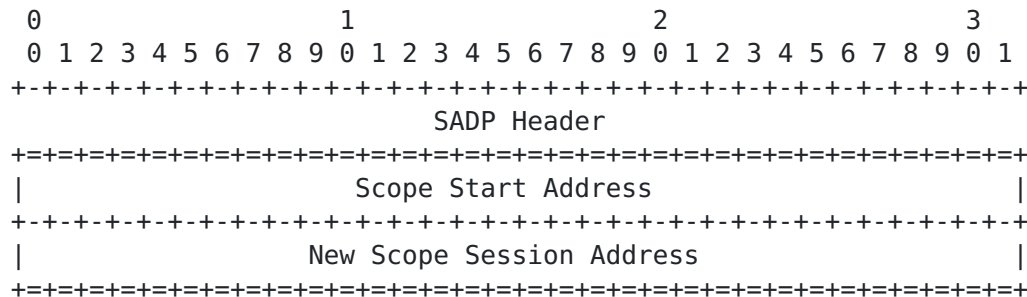 0                   1                   2                   3
 0 1 2 3 4 5 6 7 8 9 0 1 2 3 4 5 6 7 8 9 0 1 2 3 4 5 6 7 8 9 0 1
+-+-+-+-+-+-+-+-+-+-+-+-+-+-+-+-+-+-+-+-+-+-+-+-+-+-+-+-+-+-+-+-+
                           SADP Header
+=+=+=+=+=+=+=+=+=+=+=+=+=+=+=+=+=+=+=+=+=+=+=+=+=+=+=+=+=+=+=+=+
|                     Scope Start Address                       |
+-+-+-+-+-+-+-+-+-+-+-+-+-+-+-+-+-+-+-+-+-+-+-+-+-+-+-+-+-+-+-+-+
|                  New Scope Session Address                    |
+=+=+=+=+=+=+=+=+=+=+=+=+=+=+=+=+=+=+=+=+=+=+=+=+=+=+=+=+=+=+=+=+